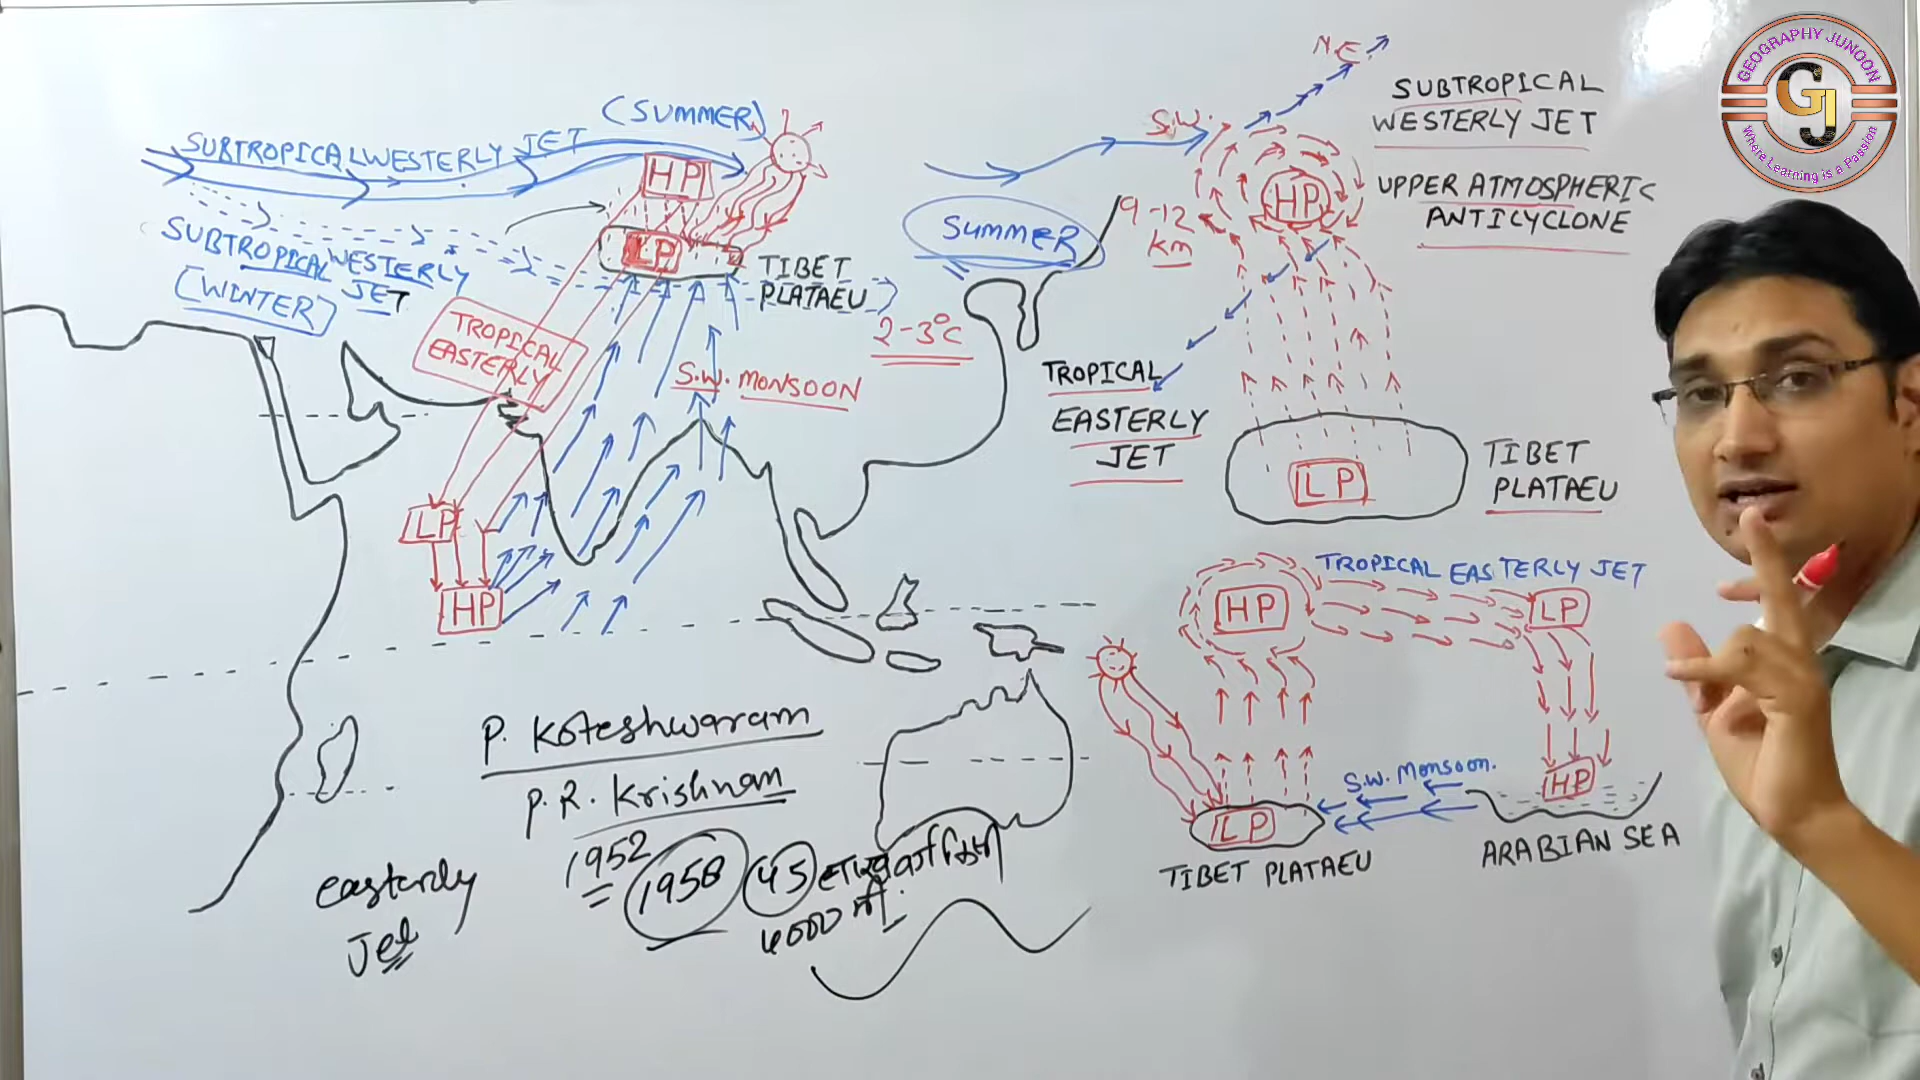 (SUMMER)
SUBTROPICAL WESTERLY JET
HP
SUBTROPICAL WESTERLY
JET
(WINTER)
LP
TIBET
PLATAEU
TROPICAL
EASTERLY
2-3°C
S.W. MONSOON
LP
HP
P. Koteshwaram
P.R. Krishnam
1952
1958
45
4000 मी.
easterly
Jet
N E
S.W.
SUBTROPICAL
WESTERLY JET
SUMMER
9-12
km
HP
UPPER ATMOSPHERIC
ANTICYCLONE
TROPICAL
EASTERLY
JET
LP
TIBET
PLATAEU
TROPICAL EASTERLY JET
HP
LP
S.W. Monsoon.
HP
LP
TIBET PLATAEU
ARABIAN SEA
GEOGRAPHY JUNOON
GJ
Where Learning is a Passion